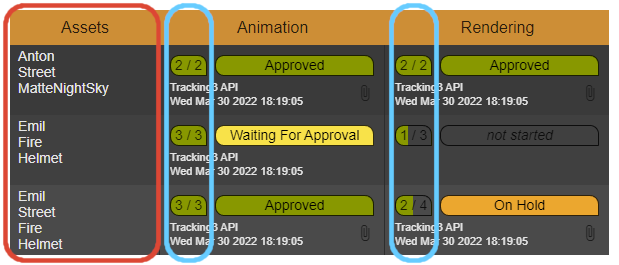 Assets Animation Rendering
Anton
Street
MatteNightSky
2 / 2 Approved
Tracking3 API
Wed Mar 30 2022 18:19:05
2 / 2 Approved
Tracking3 API
Wed Mar 30 2022 18:19:05
Emil
Fire
Helmet
3 / 3 Waiting For Approval
Tracking3 API
Wed Mar 30 2022 18:19:05
1 / 3 not started
Emil
Street
Fire
Helmet
3 / 3 Approved
Tracking3 API
Wed Mar 30 2022 18:19:05
2 / 4 On Hold
Tracking3 API
Wed Mar 30 2022 18:19:05